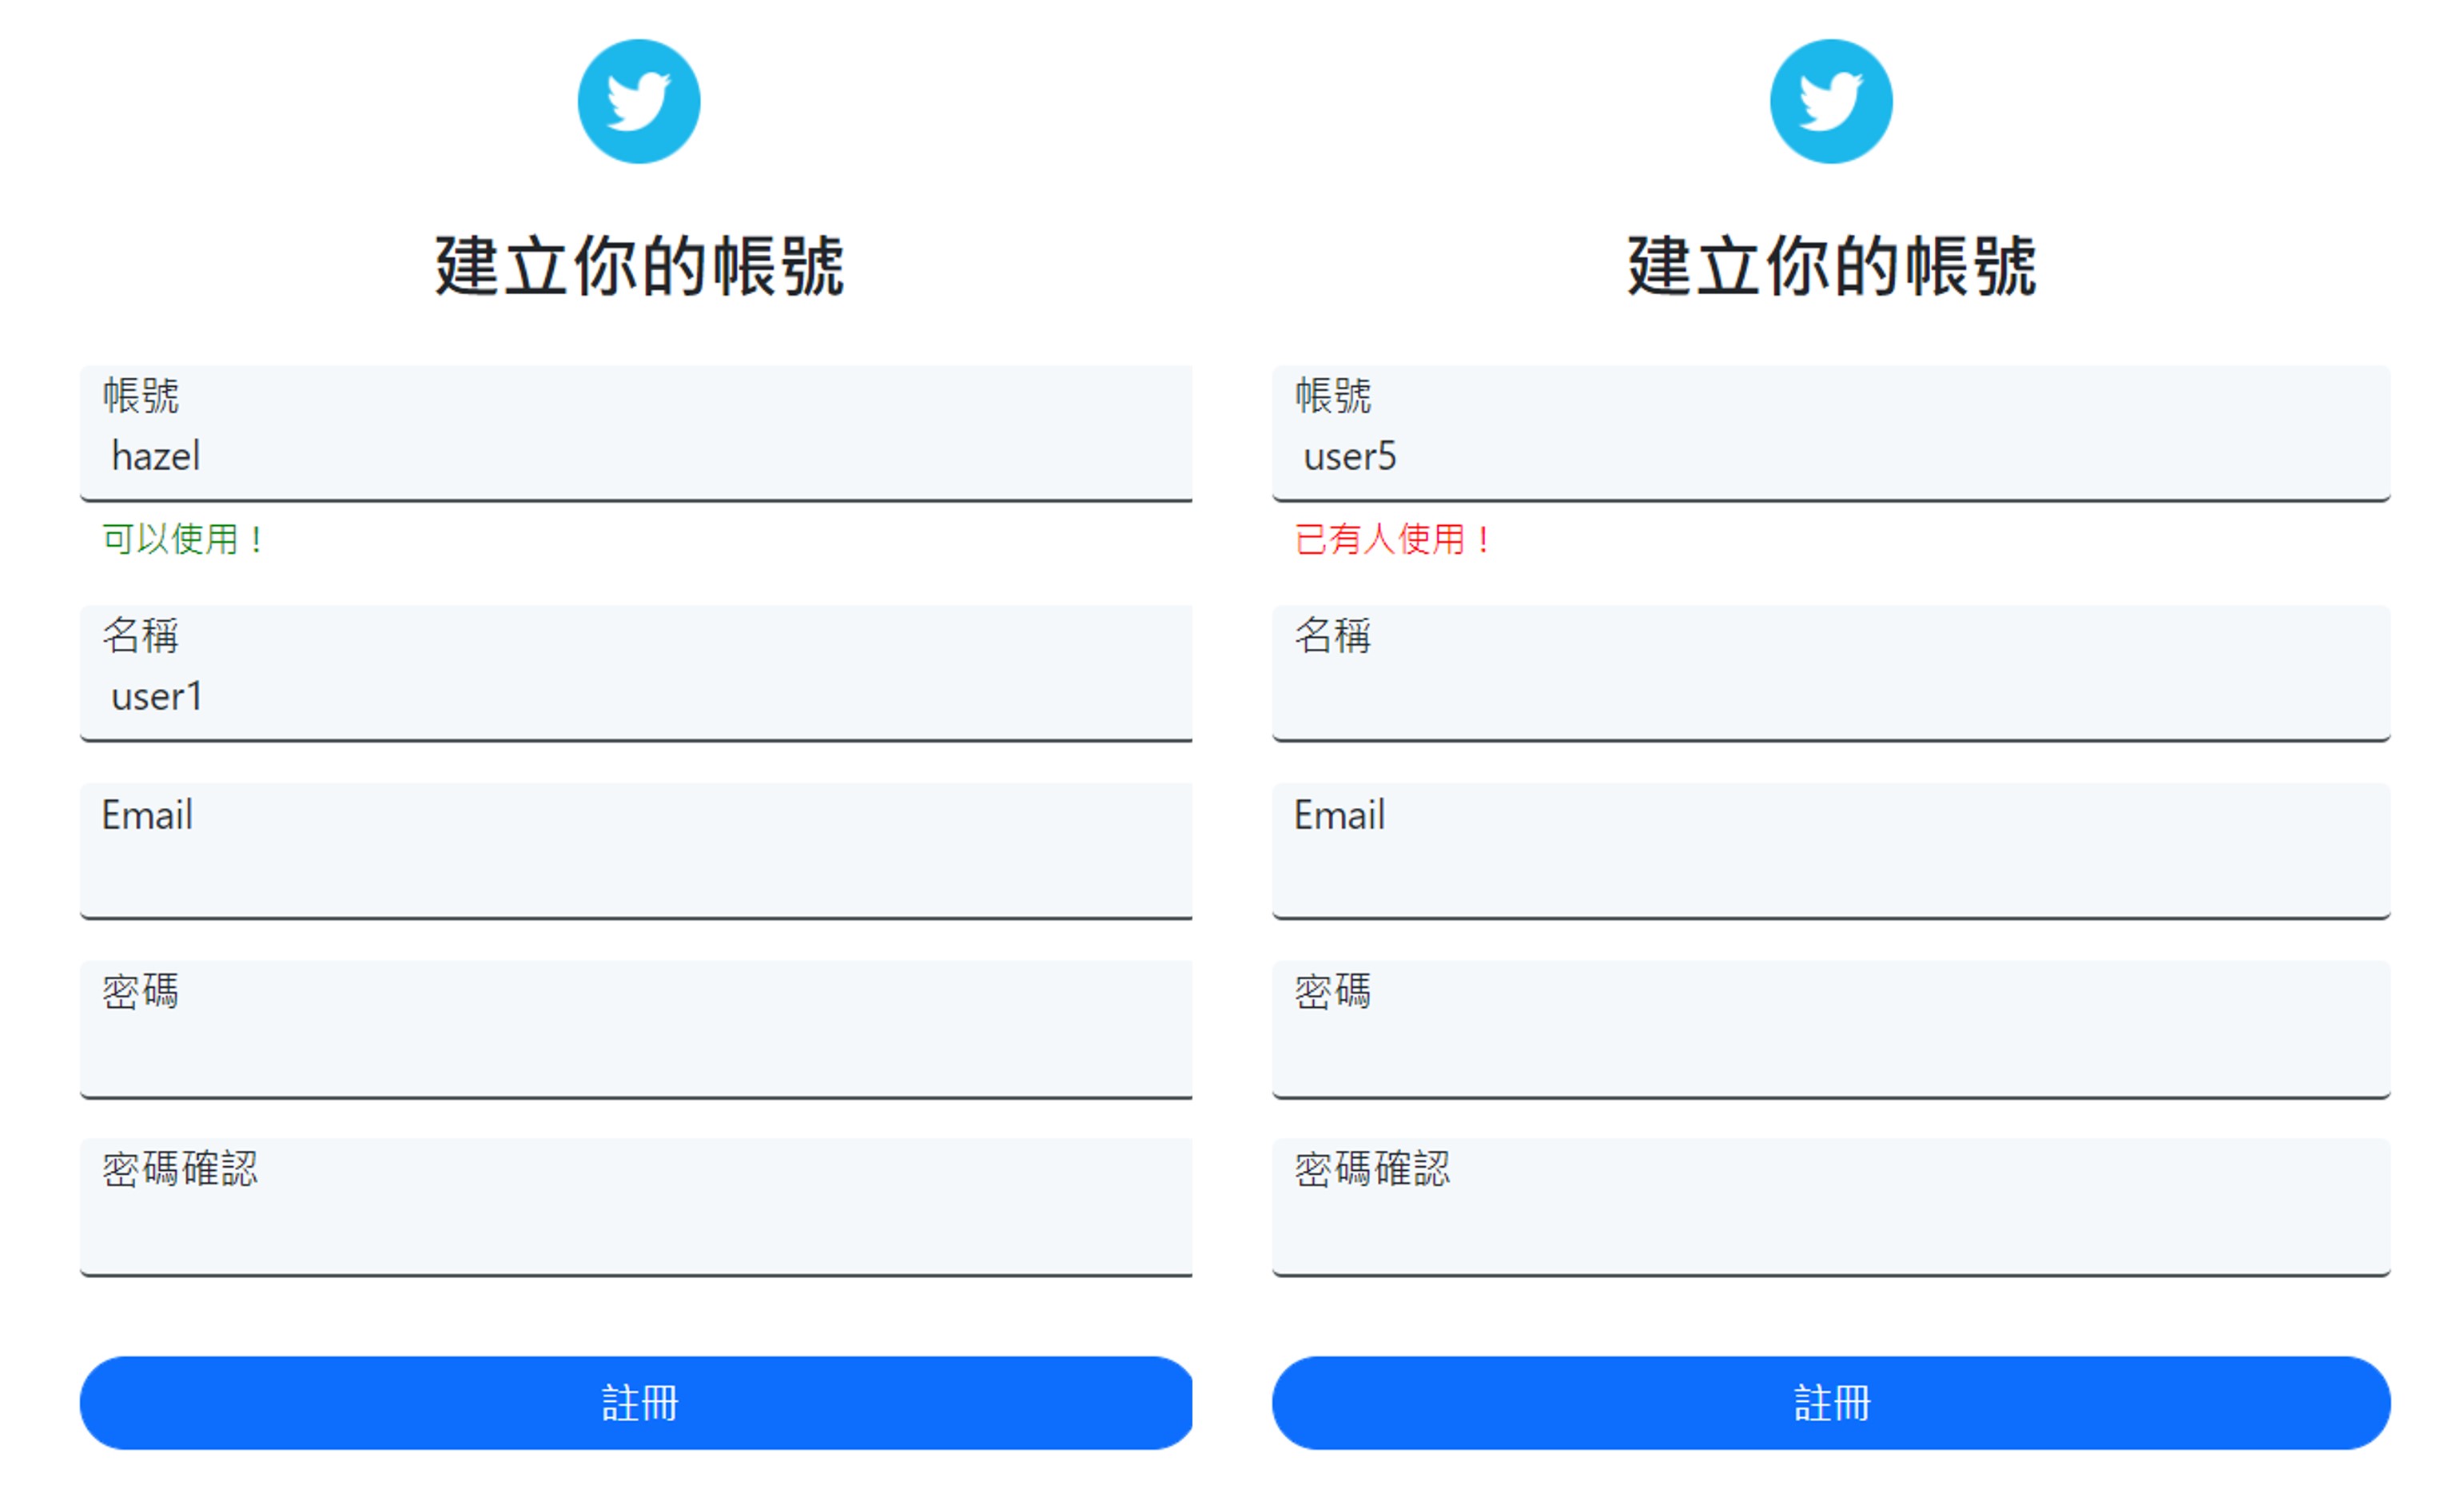 建立你的帳號
帳號
hazel
可以使用！
名稱
user1
Email
密碼
密碼確認
註冊
建立你的帳號
帳號
user5
已有人使用！
名稱
Email
密碼
密碼確認
註冊